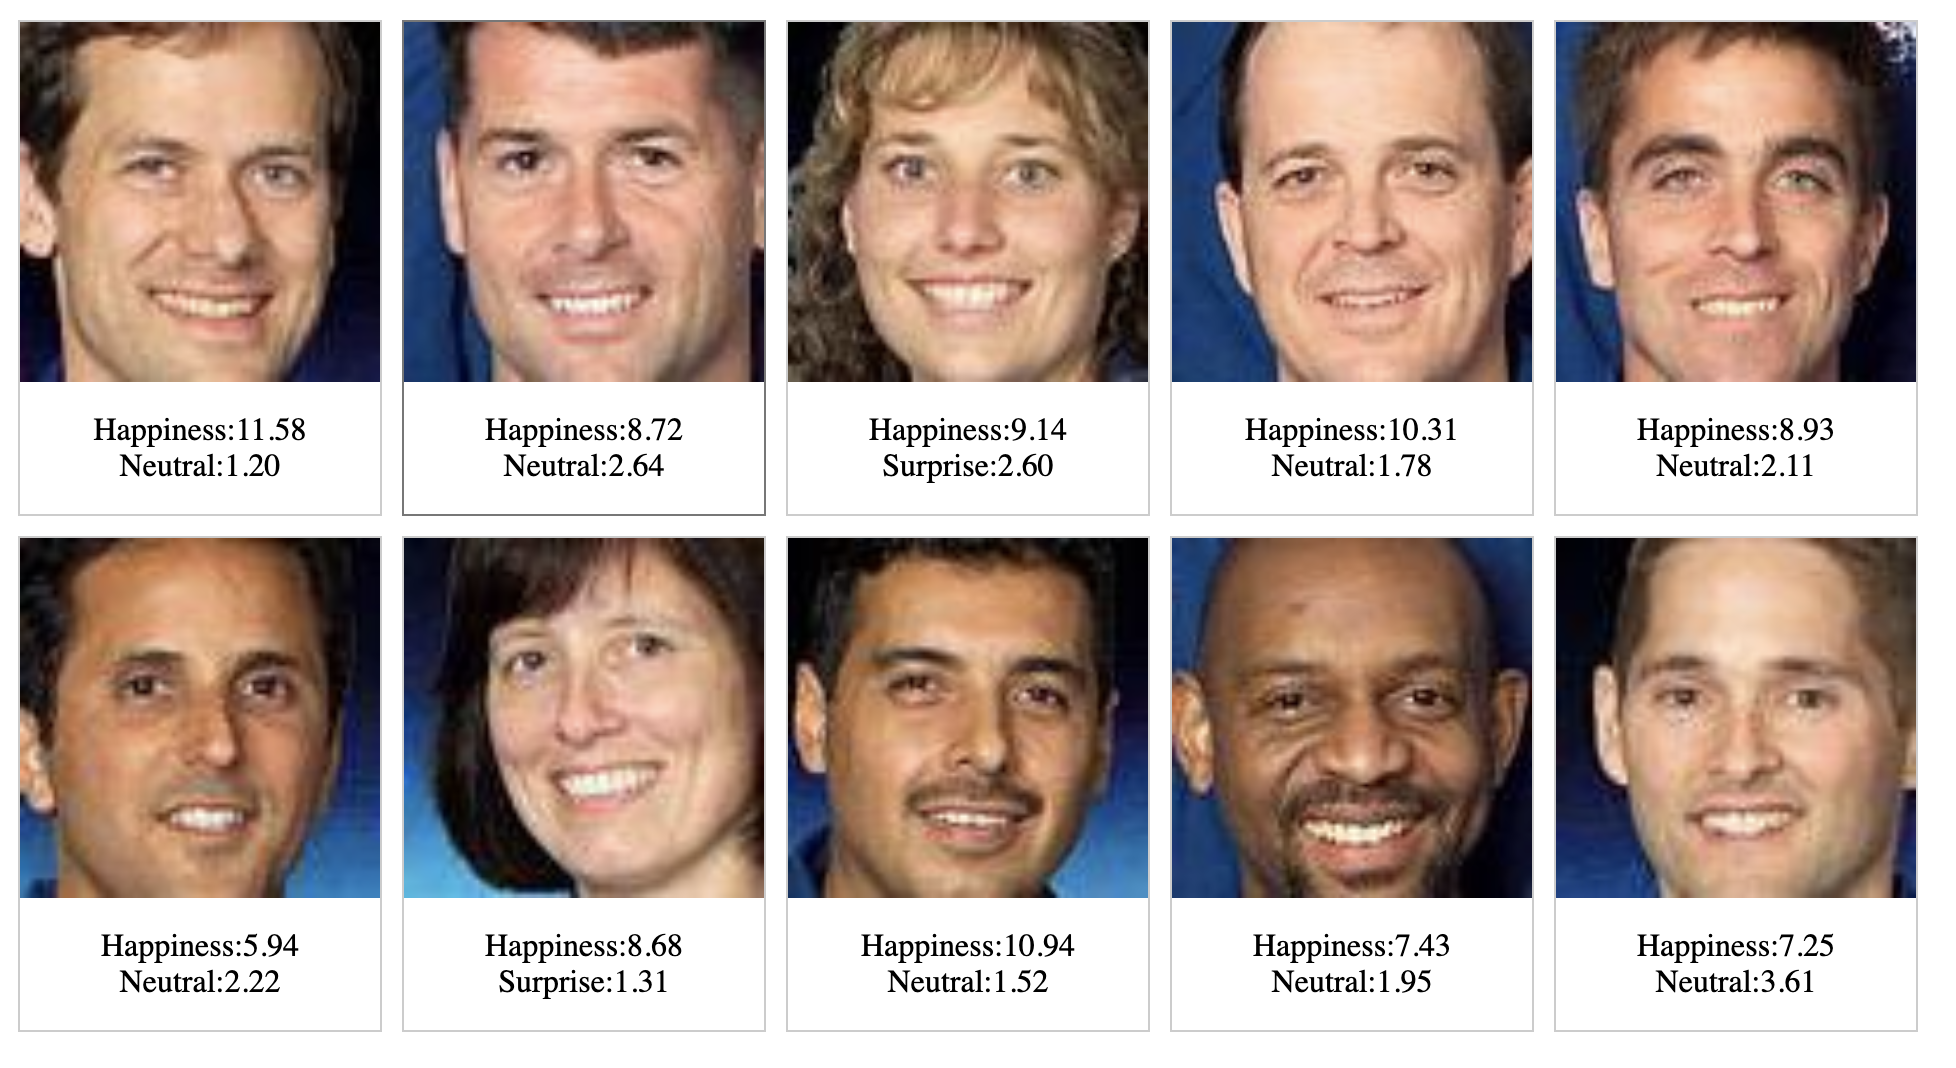 Happiness:11.58
Neutral:1.20
Happiness:8.72
Neutral:2.64
Happiness:9.14
Surprise:2.60
Happiness:10.31
Neutral:1.78
Happiness:8.93
Neutral:2.11
Happiness:5.94
Neutral:2.22
Happiness:8.68
Surprise:1.31
Happiness:10.94
Neutral:1.52
Happiness:7.43
Neutral:1.95
Happiness:7.25
Neutral:3.61